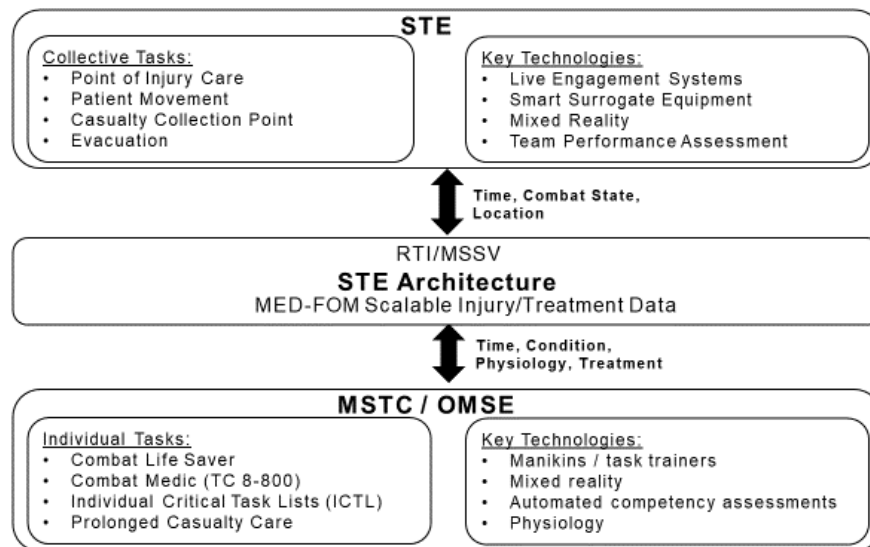 STE
Collective Tasks:
• Point of Injury Care
• Patient Movement
• Casualty Collection Point
• Evacuation
Key Technologies:
• Live Engagement Systems
• Smart Surrogate Equipment
• Mixed Reality
• Team Performance Assessment
Time, Combat State,
Location
RTI/MSSV
STE Architecture
MED-FOM Scalable Injury/Treatment Data
Time, Condition,
Physiology, Treatment
MSTC / OMSE
Individual Tasks:
• Combat Life Saver
• Combat Medic (TC 8-800)
• Individual Critical Task Lists (ICTL)
• Prolonged Casualty Care
Key Technologies:
• Manikins / task trainers
• Mixed reality
• Automated competency assessments
• Physiology